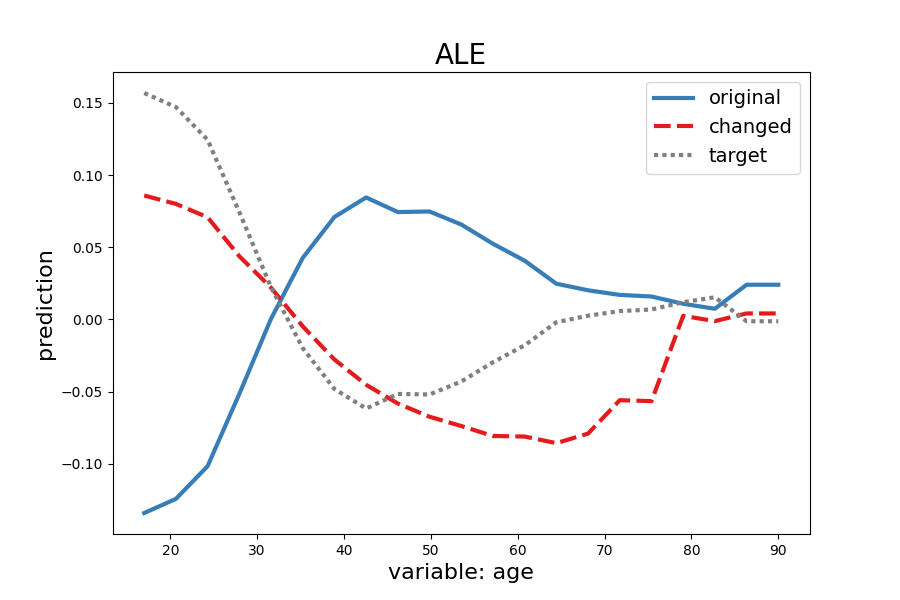 ALE
original
changed
target
prediction
0.15
0.10
0.05
0.00
−0.05
−0.10
20 30 40 50 60 70 80 90
variable: age